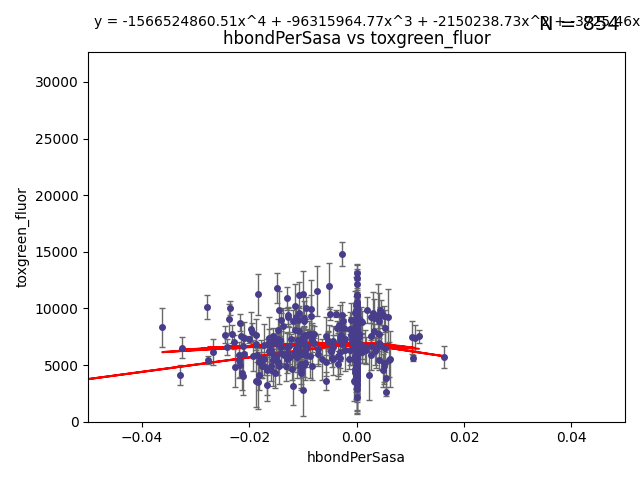 y = -1566524860.51x^4 + -96315964.77x^3 + -2150238.73x^2 +
N = 854
hbondPerSasa vs toxgreen_fluor
30000
25000
20000
15000
10000
5000
0
toxgreen_fluor
−0.04
−0.02
0.00
0.02
0.04
hbondPerSasa